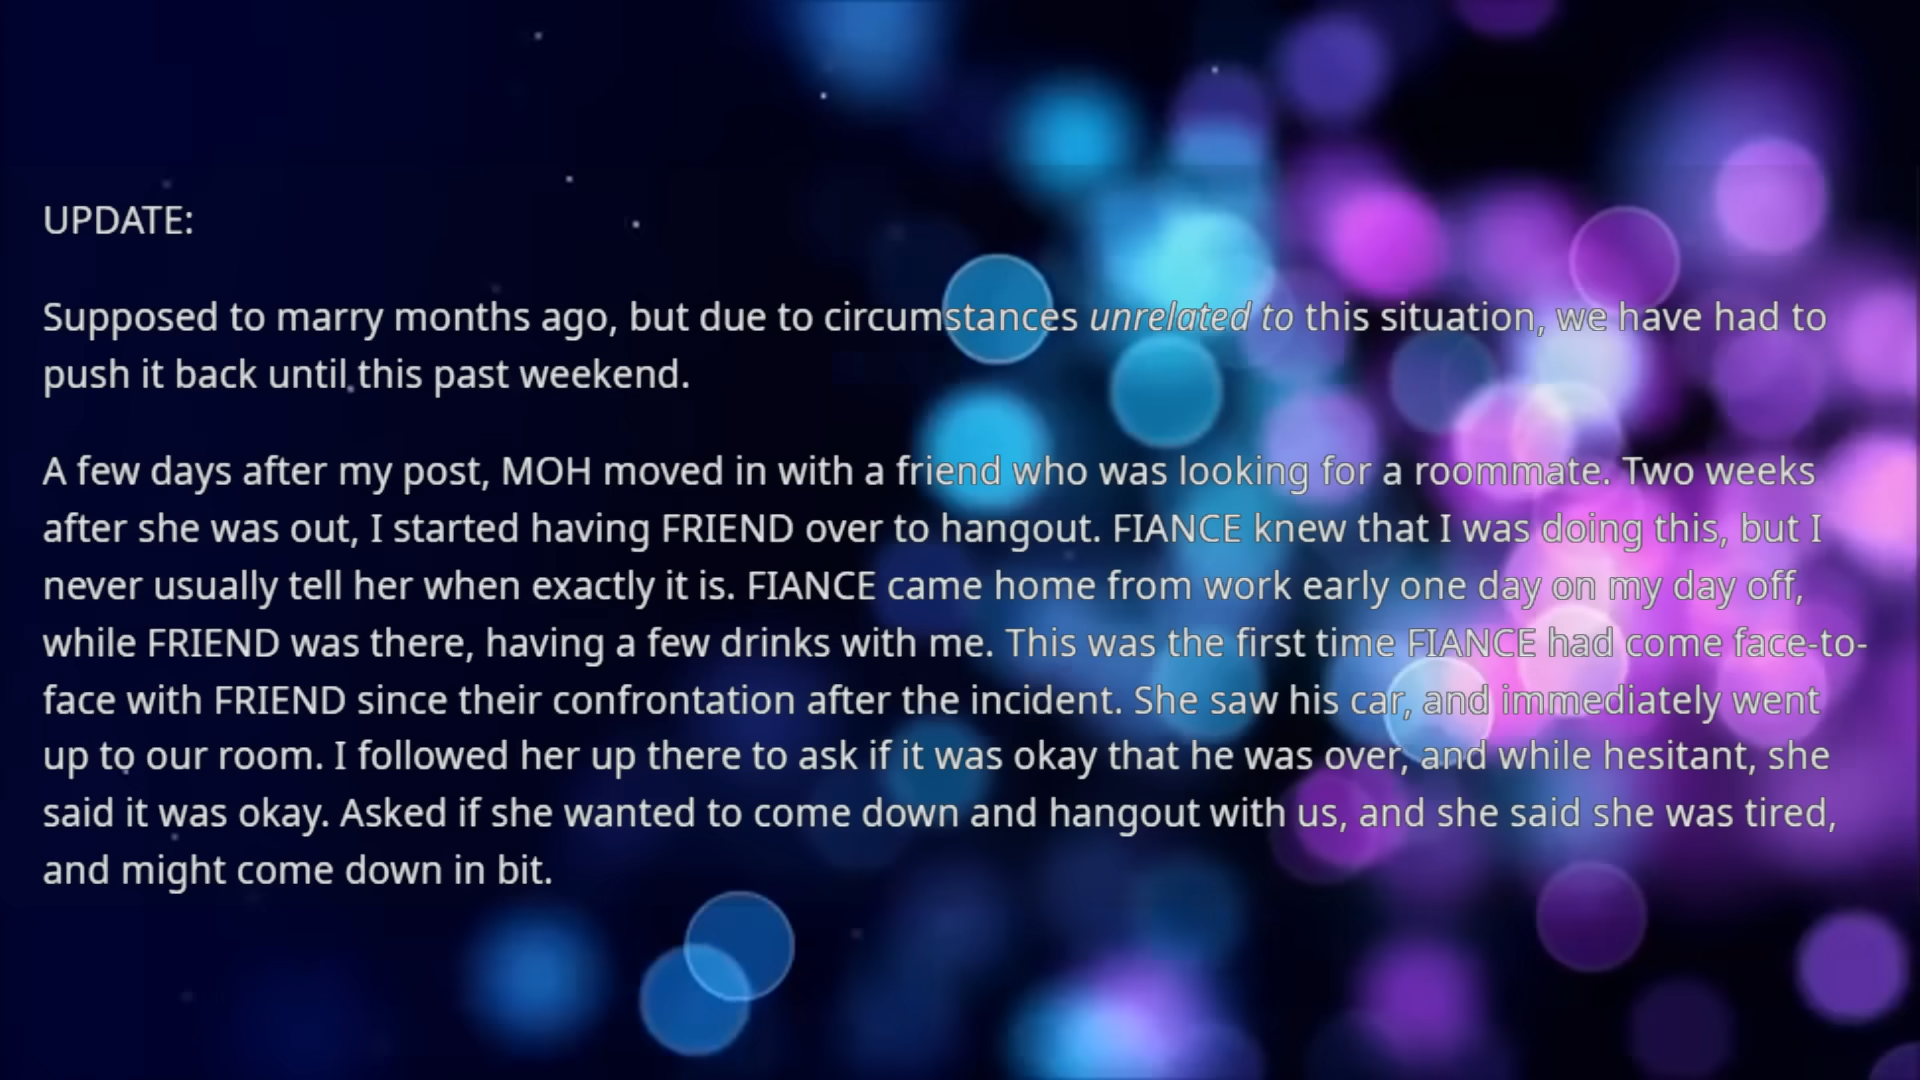 UPDATE:
Supposed to marry months ago, but due to circumstances unrelated to this situation, we have had to
push it back until this past weekend.
A few days after my post, MOH moved in with a friend who was looking for a roommate. Two weeks
after she was out, I started having FRIEND over to hangout. FIANCE knew that I was doing this, but I
never usually tell her when exactly it is. FIANCE came home from work early one day on my day off,
while FRIEND was there, having a few drinks with me. This was the first time FIANCE had come face-to-
face with FRIEND since their confrontation after the incident. She saw his car, and immediately went
up to our room. I followed her up there to ask if it was okay that he was over, and while hesitant, she
said it was okay. Asked if she wanted to come down and hangout with us, and she said she was tired,
and might come down in bit.